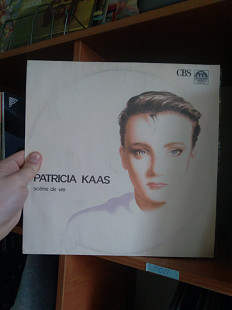 CBS
PATRICIA KAAS
scène de vie